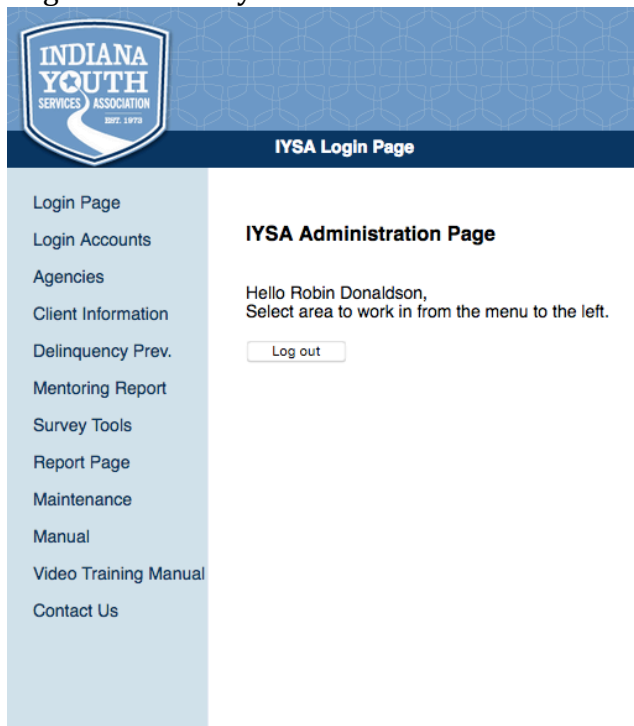 INDIANA
YOUTH
SERVICES ASSOCIATION
EST. 1973
IYSA Login Page
Login Page
Login Accounts
Agencies
Client Information
Delinquency Prev.
Mentoring Report
Survey Tools
Report Page
Maintenance
Manual
Video Training Manual
Contact Us
IYSA Administration Page
Hello Robin Donaldson,
Select area to work in from the menu to the left.
Log out